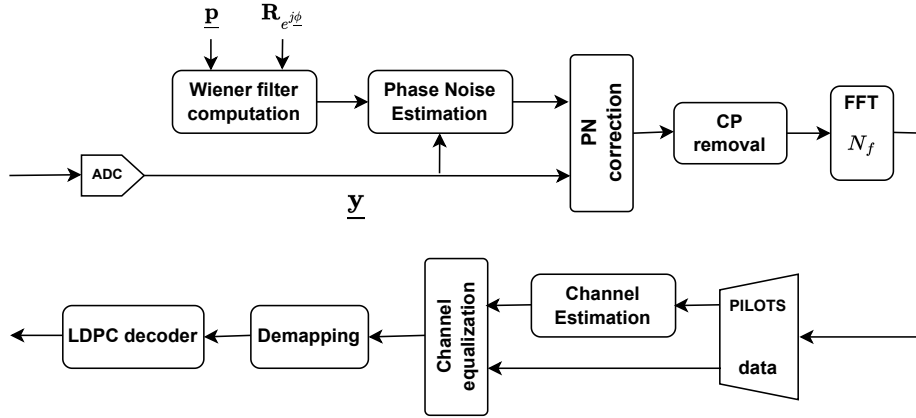 p
R_{e^{jϕ}}
Wiener filter
computation
Phase Noise
Estimation
PN
correction
CP
removal
FFT
N_f
ADC
y
LDPC decoder
Demapping
Channel
equalization
Channel
Estimation
PILOTS
data